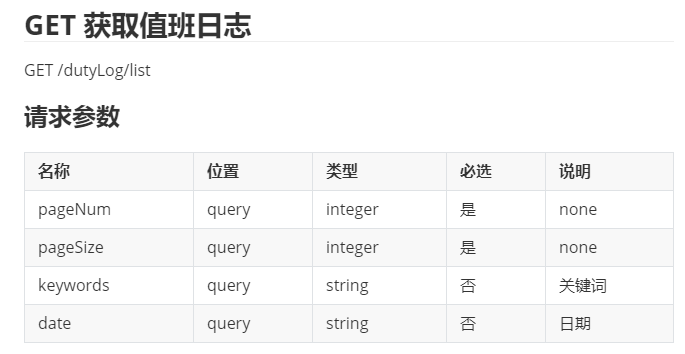 GET 获取值班日志
GET /dutyLog/list
请求参数
名称 位置 类型 必选 说明
pageNum query integer 是 none
pageSize query integer 是 none
keywords query string 否 关键词
date query string 否 日期